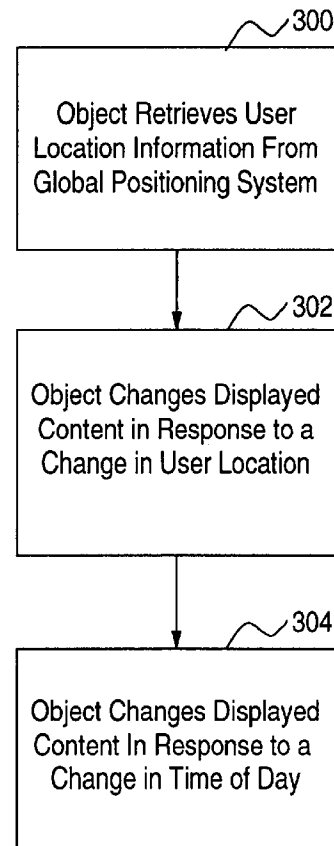 300
Object Retrieves User
Location Information From
Global Positioning System
302
Object Changes Displayed
Content in Response to a
Change in User Location
304
Object Changes Displayed
Content In Response to a
Change in Time of Day